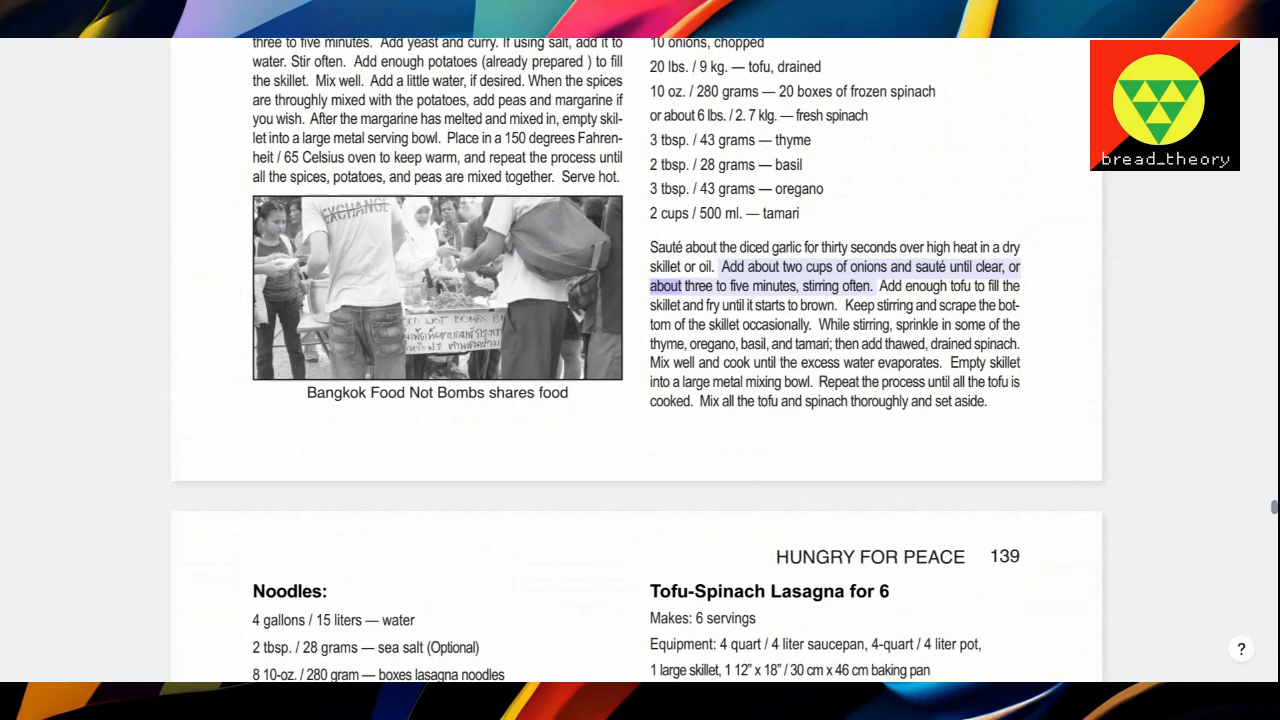 three to five minutes. Add yeast and curry. If using salt, add it to
water. Stir often. Add enough potatoes (already prepared ) to fill
the skillet. Mix well. Add a little water, if desired. When the spices
are throughly mixed with the potatoes, add peas and margarine if
you wish. After the margarine has melted and mixed in, empty skil-
let into a large metal serving bowl. Place in a 150 degrees Fahren-
heit / 65 Celsius oven to keep warm, and repeat the process until
all the spices, potatoes, and peas are mixed together. Serve hot.
EXCHANGE
NOT BOMBS
Bangkok Food Not Bombs shares food
10 onions, chopped
20 lbs. / 9 kg. — tofu, drained
10 oz. / 280 grams — 20 boxes of frozen spinach
or about 6 lbs. / 2. 7 klg. — fresh spinach
3 tbsp. / 43 grams — thyme
2 tbsp. / 28 grams — basil
3 tbsp. / 43 grams — oregano
2 cups / 500 ml. — tamari
Sauté about the diced garlic for thirty seconds over high heat in a dry
skillet or oil. Add about two cups of onions and sauté until clear, or
about three to five minutes, stirring often. Add enough tofu to fill the
skillet and fry until it starts to brown. Keep stirring and scrape the bot-
tom of the skillet occasionally. While stirring, sprinkle in some of the
thyme, oregano, basil, and tamari; then add thawed, drained spinach.
Mix well and cook until the excess water evaporates. Empty skillet
into a large metal mixing bowl. Repeat the process until all the tofu is
cooked. Mix all the tofu and spinach thoroughly and set aside.
bread_theory
HUNGRY FOR PEACE 139
Noodles:
4 gallons / 15 liters — water
2 tbsp. / 28 grams — sea salt (Optional)
8 10-oz. / 280 gram — boxes lasagna noodles
Tofu-Spinach Lasagna for 6
Makes: 6 servings
Equipment: 4 quart / 4 liter saucepan, 4-quart / 4 liter pot,
1 large skillet, 1 12” x 18” / 30 cm x 46 cm baking pan
?